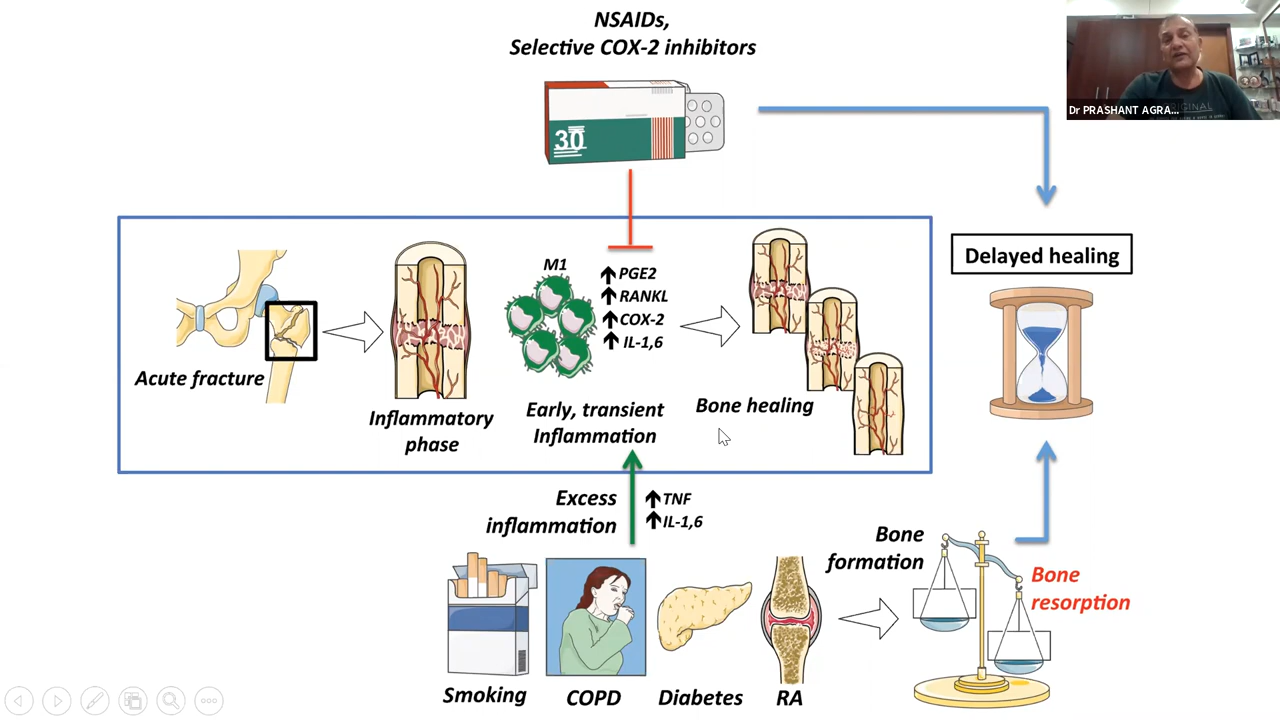 NSAIDs,
Selective COX-2 inhibitors
Dr PRASHANT AGRA...
30
Delayed healing
M1
PGE2
RANKL
COX-2
IL-1,6
Acute fracture
Inflammatory
phase
Early, transient
Inflammation
Bone healing
Excess
inflammation
TNF
IL-1,6
Bone
formation
Bone
resorption
Smoking
COPD
Diabetes
RA